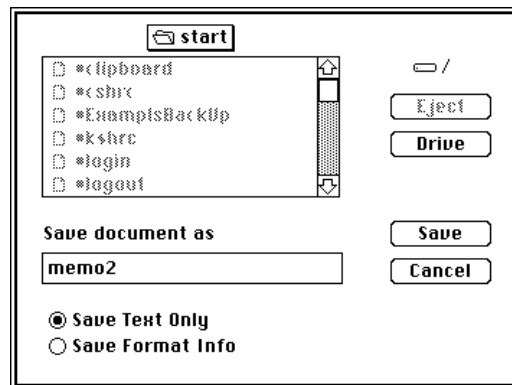 start
*clipboard
*cshrc
*ExamplsBackUp
*kshrc
*login
*logout
/
Eject
Drive
Save document as
memo2
Save
Cancel
Save Text Only
Save Format Info